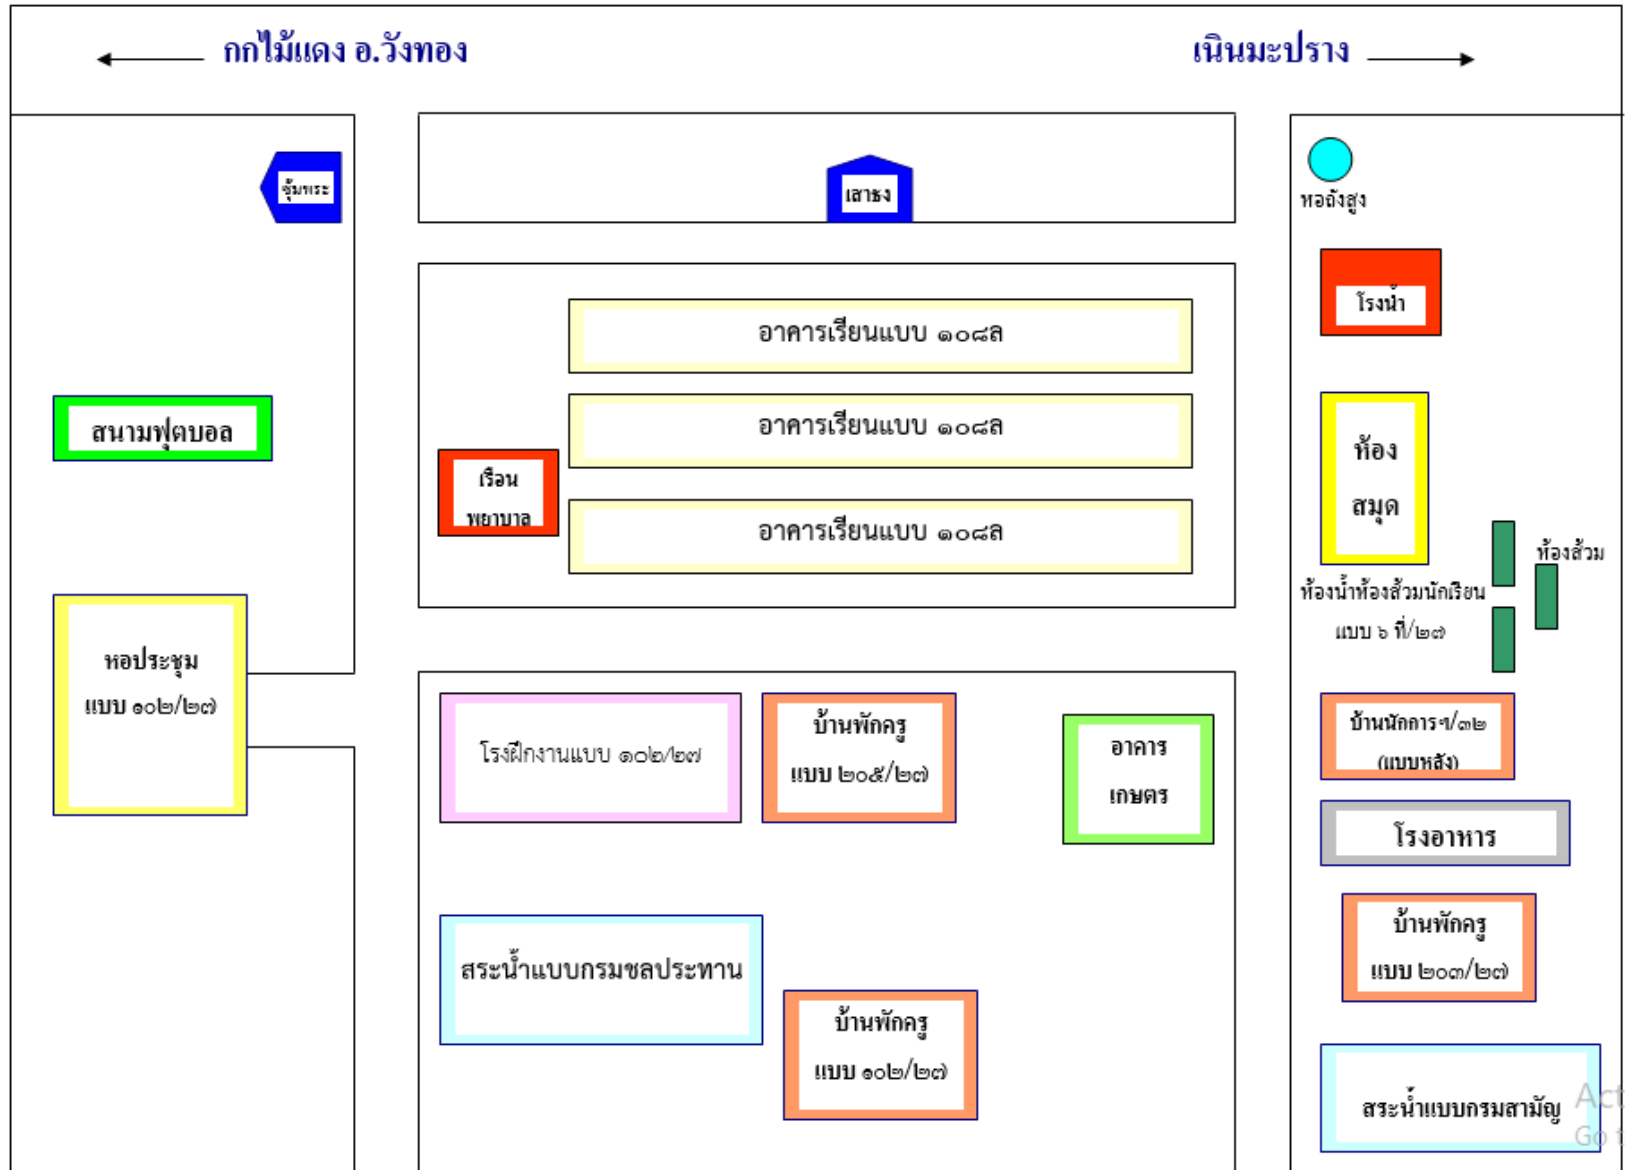 กกไม้แดง อ.วังทอง
เนินมะปราง
ซุ้มพระ
เสาธง
หอถังสูง
โรงน้ำ
อาคารเรียนแบบ ๑๐๘ล
อาคารเรียนแบบ ๑๐๘ล
อาคารเรียนแบบ ๑๐๘ล
สนามฟุตบอล
เรือน
พยาบาล
ห้อง
สมุด
ห้องส้วม
ห้องน้ำห้องส้วมนักเรียน
แบบ ๖ ที่/๒๗
หอประชุม
แบบ ๑๐๒/๒๗
โรงฝึกงานแบบ ๑๐๒/๒๗
บ้านพักครู
แบบ ๒๐๕/๒๗
อาคาร
เกษตร
บ้านนักการฯ/๓๒
(แบบหลัง)
โรงอาหาร
บ้านพักครู
แบบ ๒๐๓/๒๗
สระน้ำแบบกรมชลประทาน
บ้านพักครู
แบบ ๑๐๒/๒๗
สระน้ำแบบกรมสามัญ
Act
Go t